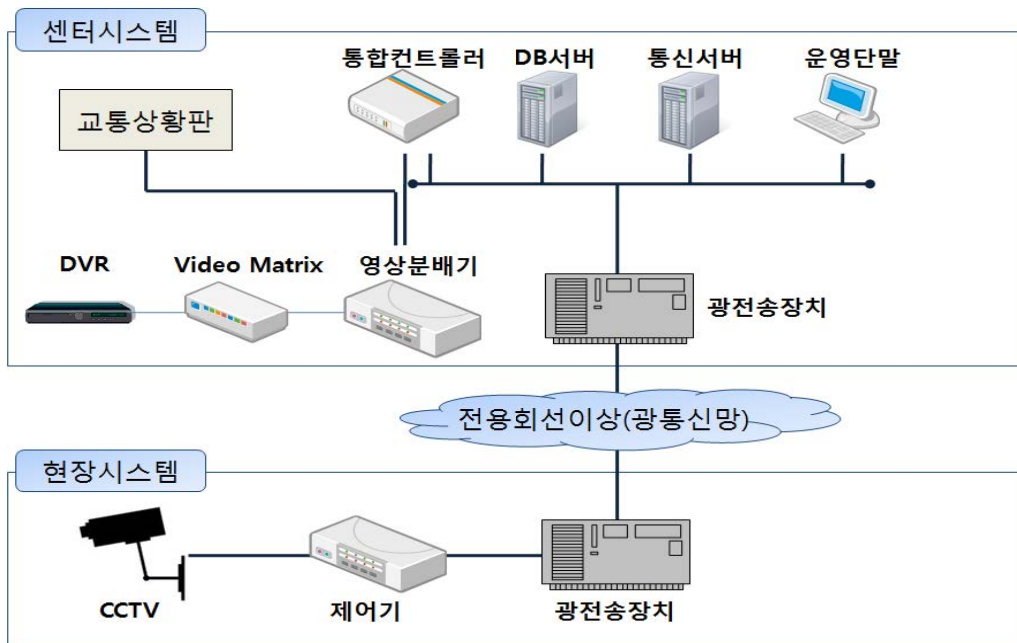 센터시스템
통합컨트롤러
DB서버
통신서버
운영단말
교통상황판
DVR
Video Matrix
영상분배기
광전송장치
전용회선이상(광통신망)
현장시스템
CCTV
제어기
광전송장치